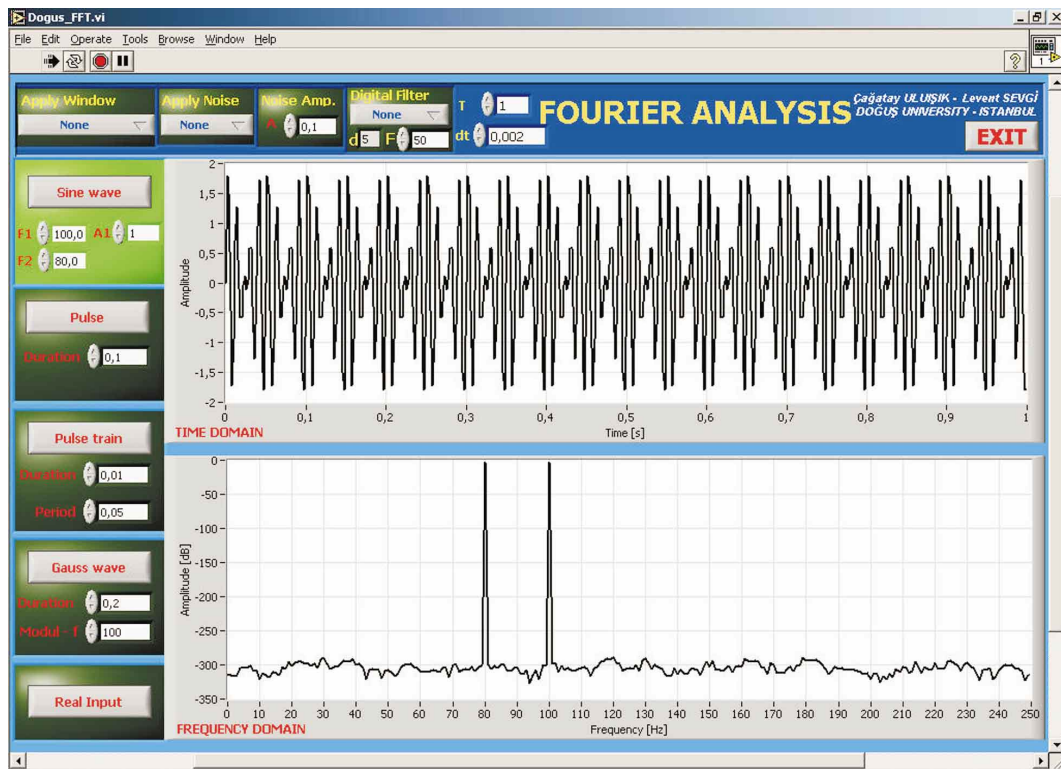 Dogus_FFT.vi
File Edit Operate Tools Browse Window Help
1
Apply Window
None
Apply Noise
None
Noise Amp.
A 0,1
Digital Filter
None
d 5 F 50
T 1
dt 0,002
FOURIER ANALYSIS
Çağatay ULUIŞIK - Levent SEVGİ
DOĞUŞ UNIVERSITY - ISTANBUL
EXIT
Sine wave
F1 100,0 A1 1
F2 80,0
Pulse
Duration 0,1
Pulse train
Duration 0,01
Period 0,05
Gauss wave
Duration 0,2
Modul - f 100
Real Input
2
1,5
1
0,5
0
-0,5
-1
-1,5
-2
Amplitude
0 0,1 0,2 0,3 0,4 0,5 0,6 0,7 0,8 0,9 1
Time [s]
TIME DOMAIN
0
-50
-100
-150
-200
-250
-300
-350
Amplitude [dB]
0 10 20 30 40 50 60 70 80 90 100 110 120 130 140 150 160 170 180 190 200 210 220 230 240 250
Frequency [Hz]
FREQUENCY DOMAIN